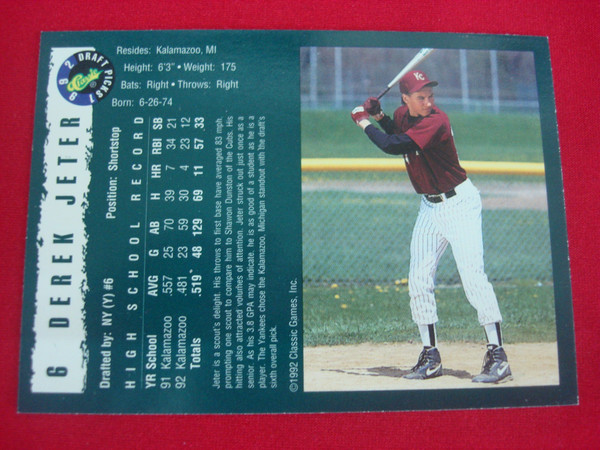 Resides: Kalamazoo, MI
Height: 6'3" • Weight: 175
Bats: Right • Throws: Right
Born: 6-26-74
1992 DRAFT PICKS
Classic
6 DEREK JETER
Drafted by: NY (Y) #6 Position: Shortstop
HIGH SCHOOL RECORD
YR School AVG G AB H HR RBI SB
91 Kalamazoo .557 25 70 39 7 34 21
92 Kalamazoo .481 23 59 30 4 23 12
Totals .519 48 129 69 11 57 33
Jeter is a scout's delight. His throws to first base have averaged 83 mph,
prompting one scout to compare him to Shawon Dunston of the Cubs. His
hitting also attracted volumes of attention. Jeter struck out just once as a
senior. As his 3.8 GPA may indicate, he is as good of a student as he is a
player. The Yankees chose the Kalamazoo, Michigan standout with the draft's
sixth overall pick.
©1992 Classic Games, Inc.
KC